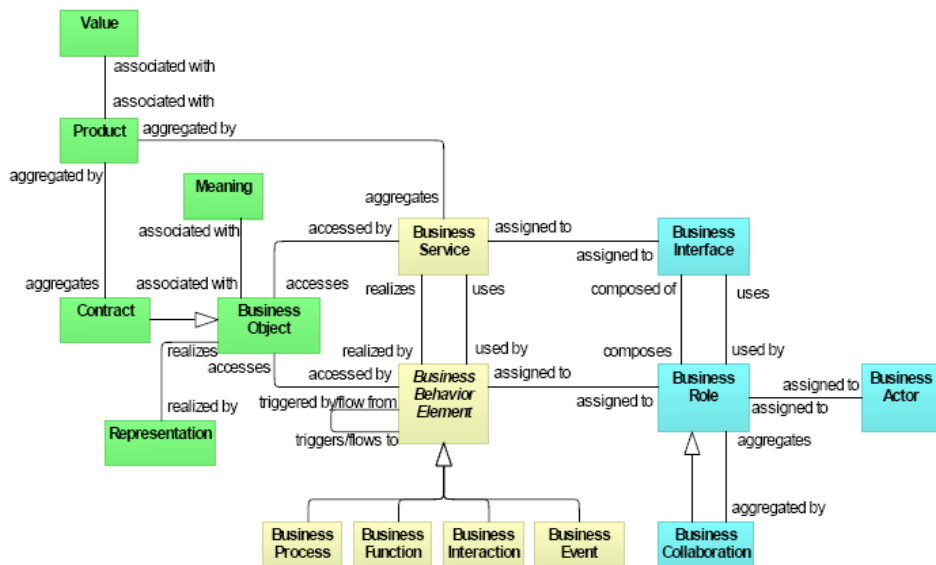 Value
associated with
associated with
Product
aggregated by
aggregated by
Meaning
aggregates
associated with
accessed by
Business
Service
assigned to
Business
Interface
assigned to
aggregates
associated with
accesses
realizes
uses
composed of
uses
Contract
Business
Object
realizes
accesses
realized by
used by
composes
used by
accessed by
Business
Behavior
Element
assigned to
assigned to
Business
Role
assigned to
assigned to
Business
Actor
triggered by/flow from
triggers/flows to
realized by
Representation
aggregates
aggregated by
Business
Process
Business
Function
Business
Interaction
Business
Event
Business
Collaboration